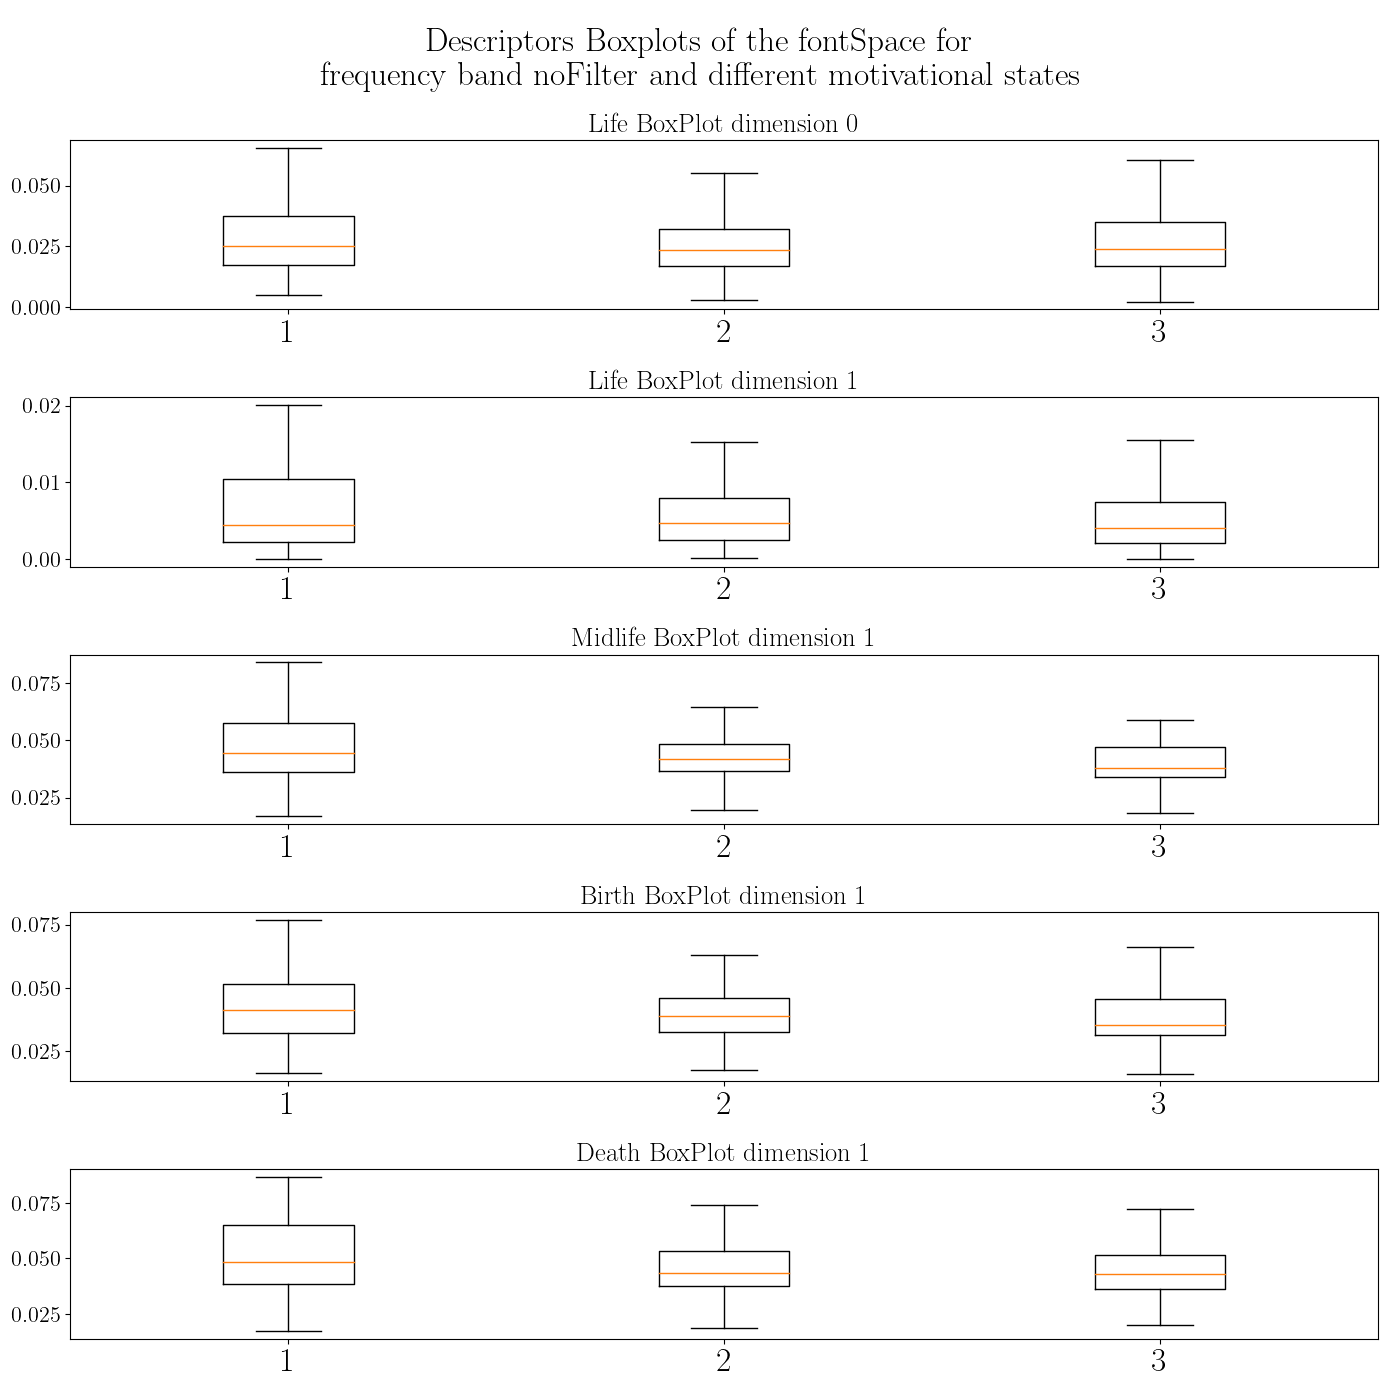 Descriptors Boxplots of the fontSpace for
frequency band noFilter and different motivational states
Life BoxPlot dimension 0
0.050
0.025
0.000
1 2 3
Life BoxPlot dimension 1
0.02
0.01
0.00
1 2 3
Midlife BoxPlot dimension 1
0.075
0.050
0.025
1 2 3
Birth BoxPlot dimension 1
0.075
0.050
0.025
1 2 3
Death BoxPlot dimension 1
0.075
0.050
0.025
1 2 3